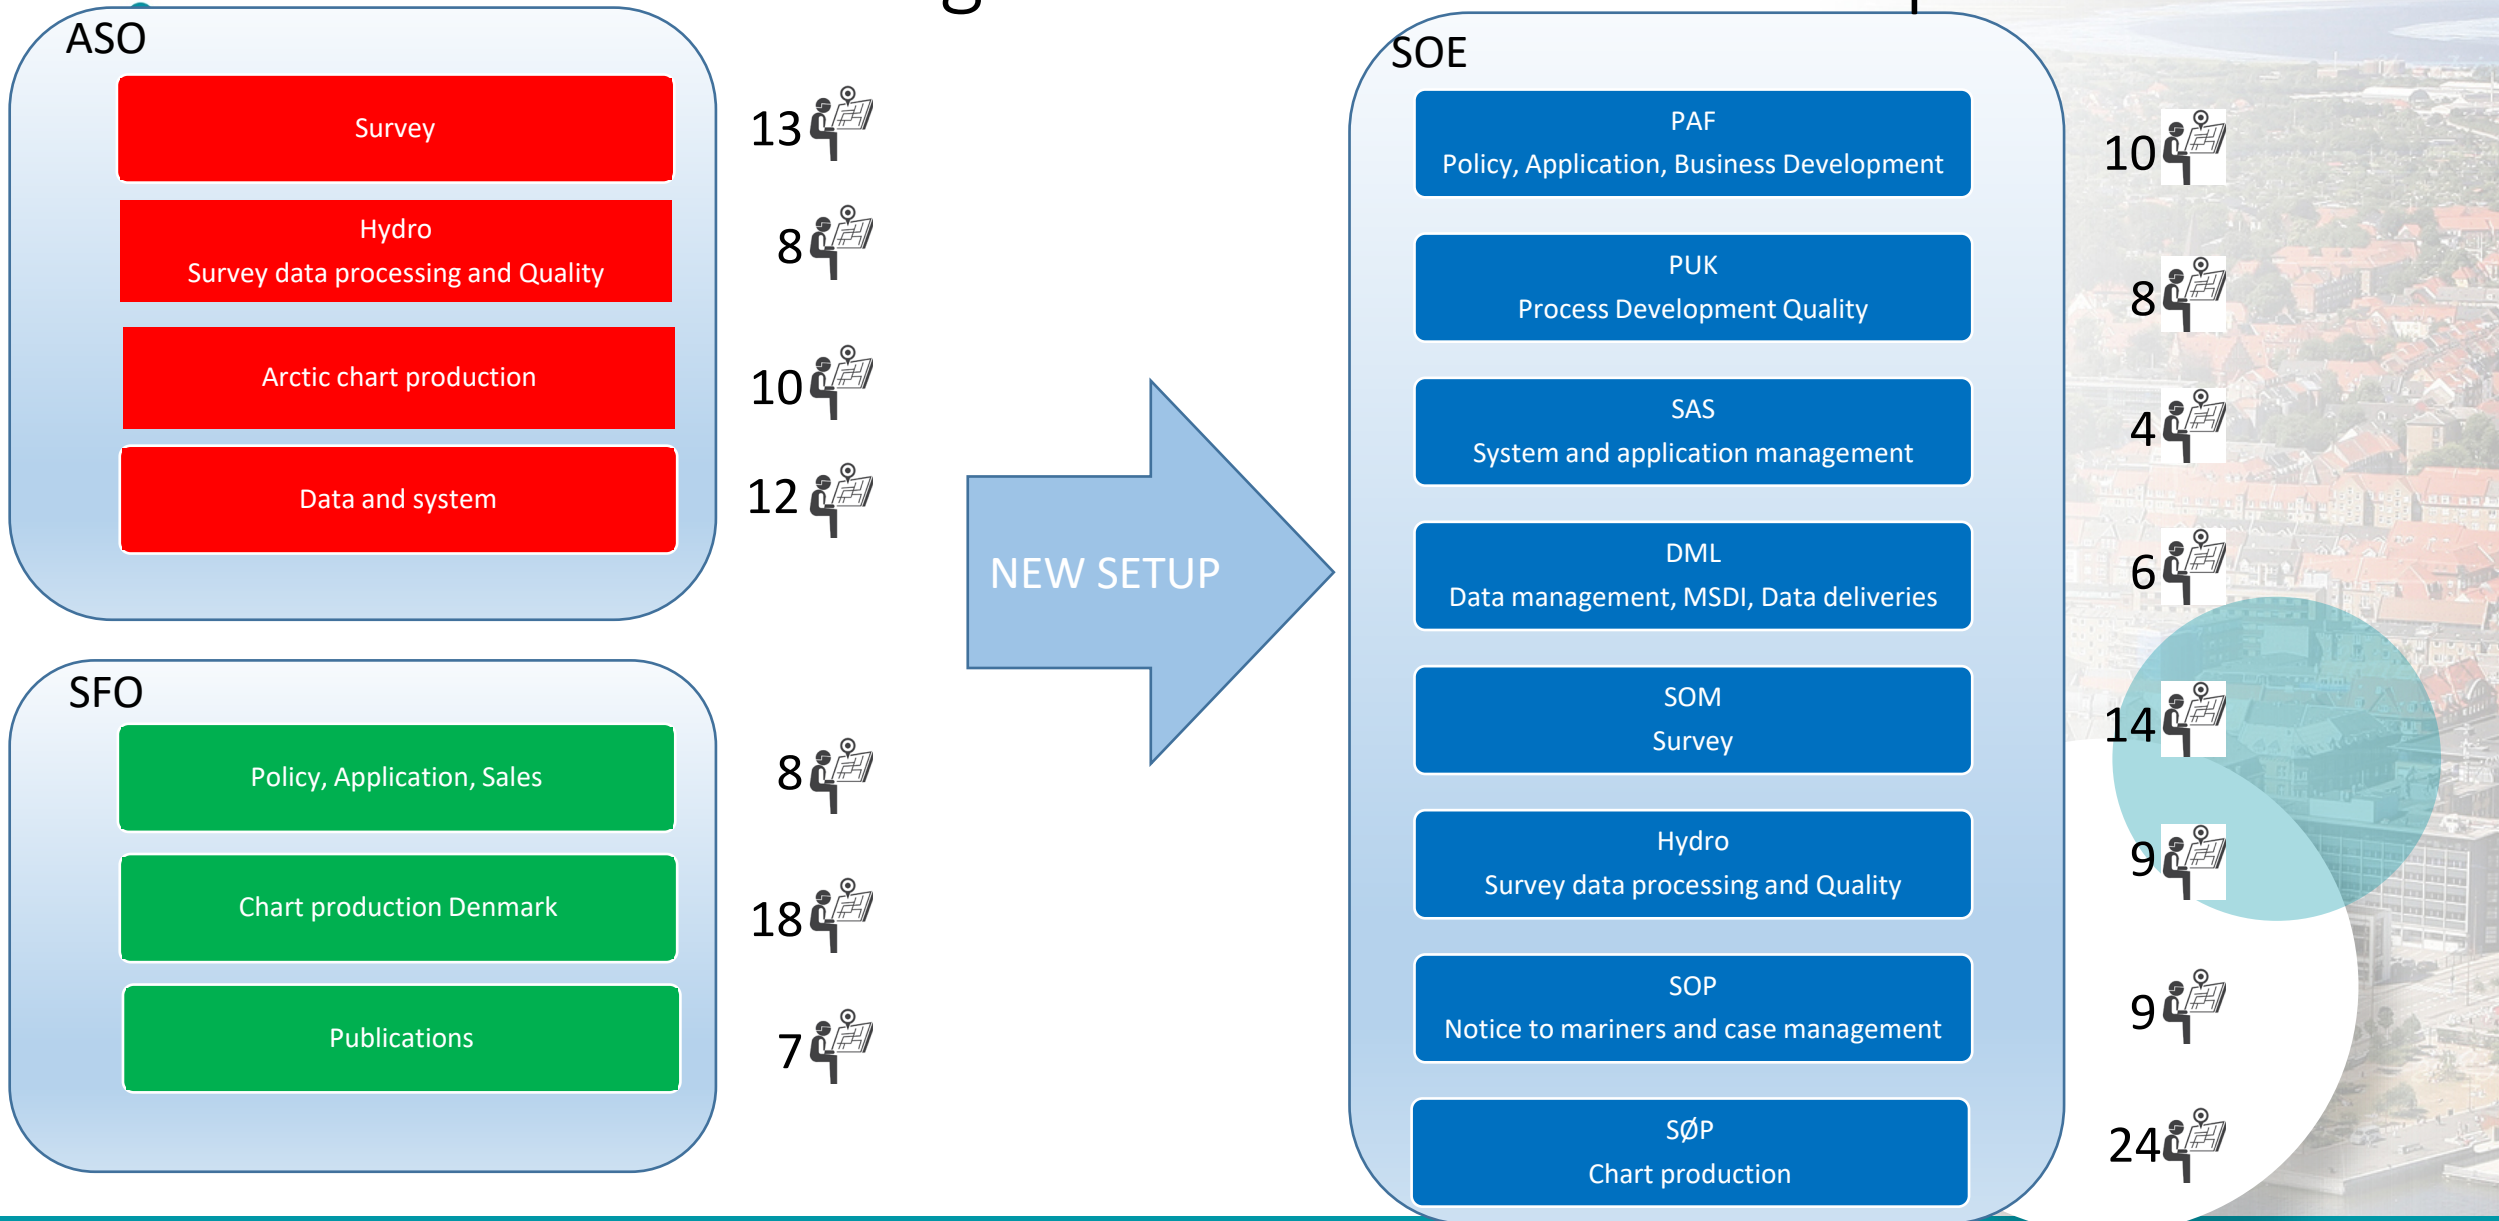 ASO
Survey
13
Hydro
Survey data processing and Quality
8
Arctic chart production
10
Data and system
12
SFO
Policy, Application, Sales
8
Chart production Denmark
18
Publications
7
NEW SETUP
SOE
PAF
Policy, Application, Business Development
10
PUK
Process Development Quality
8
SAS
System and application management
4
DML
Data management, MSDI, Data deliveries
6
SOM
Survey
14
Hydro
Survey data processing and Quality
9
SOP
Notice to mariners and case management
9
SØP
Chart production
24